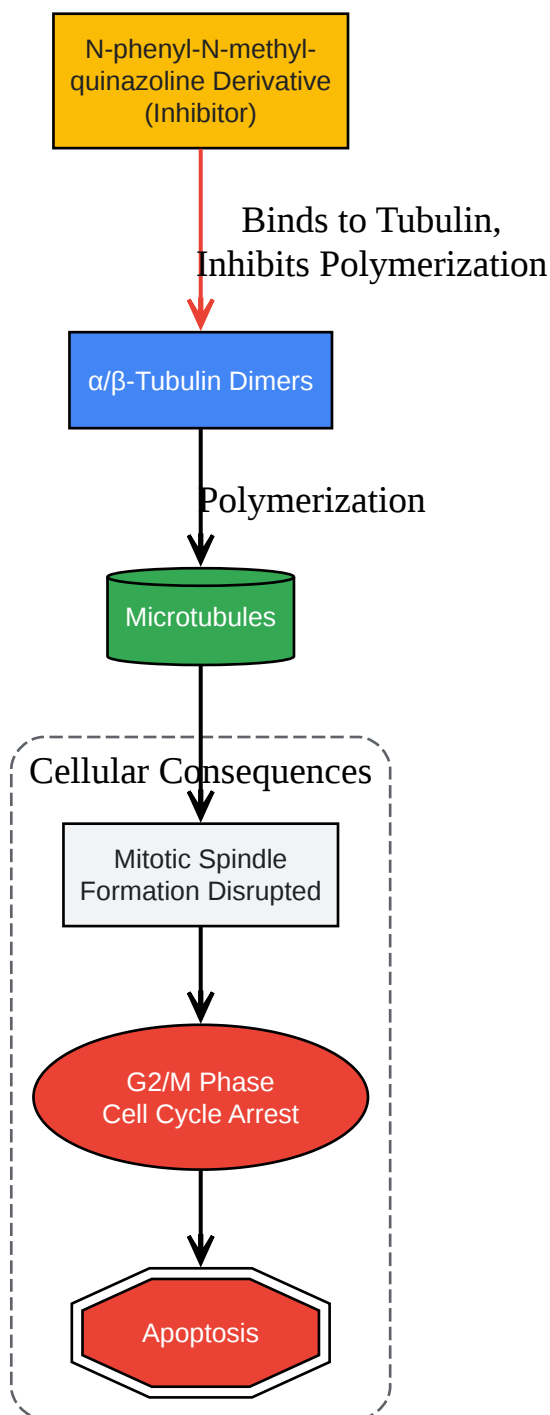 N-phenyl-N-methyl-
quinazoline Derivative
(Inhibitor)
Binds to Tubulin,
Inhibits Polymerization
α/β-Tubulin Dimers
Polymerization
Microtubules
Cellular Consequences
Mitotic Spindle
Formation Disrupted
G2/M Phase
Cell Cycle Arrest
Apoptosis